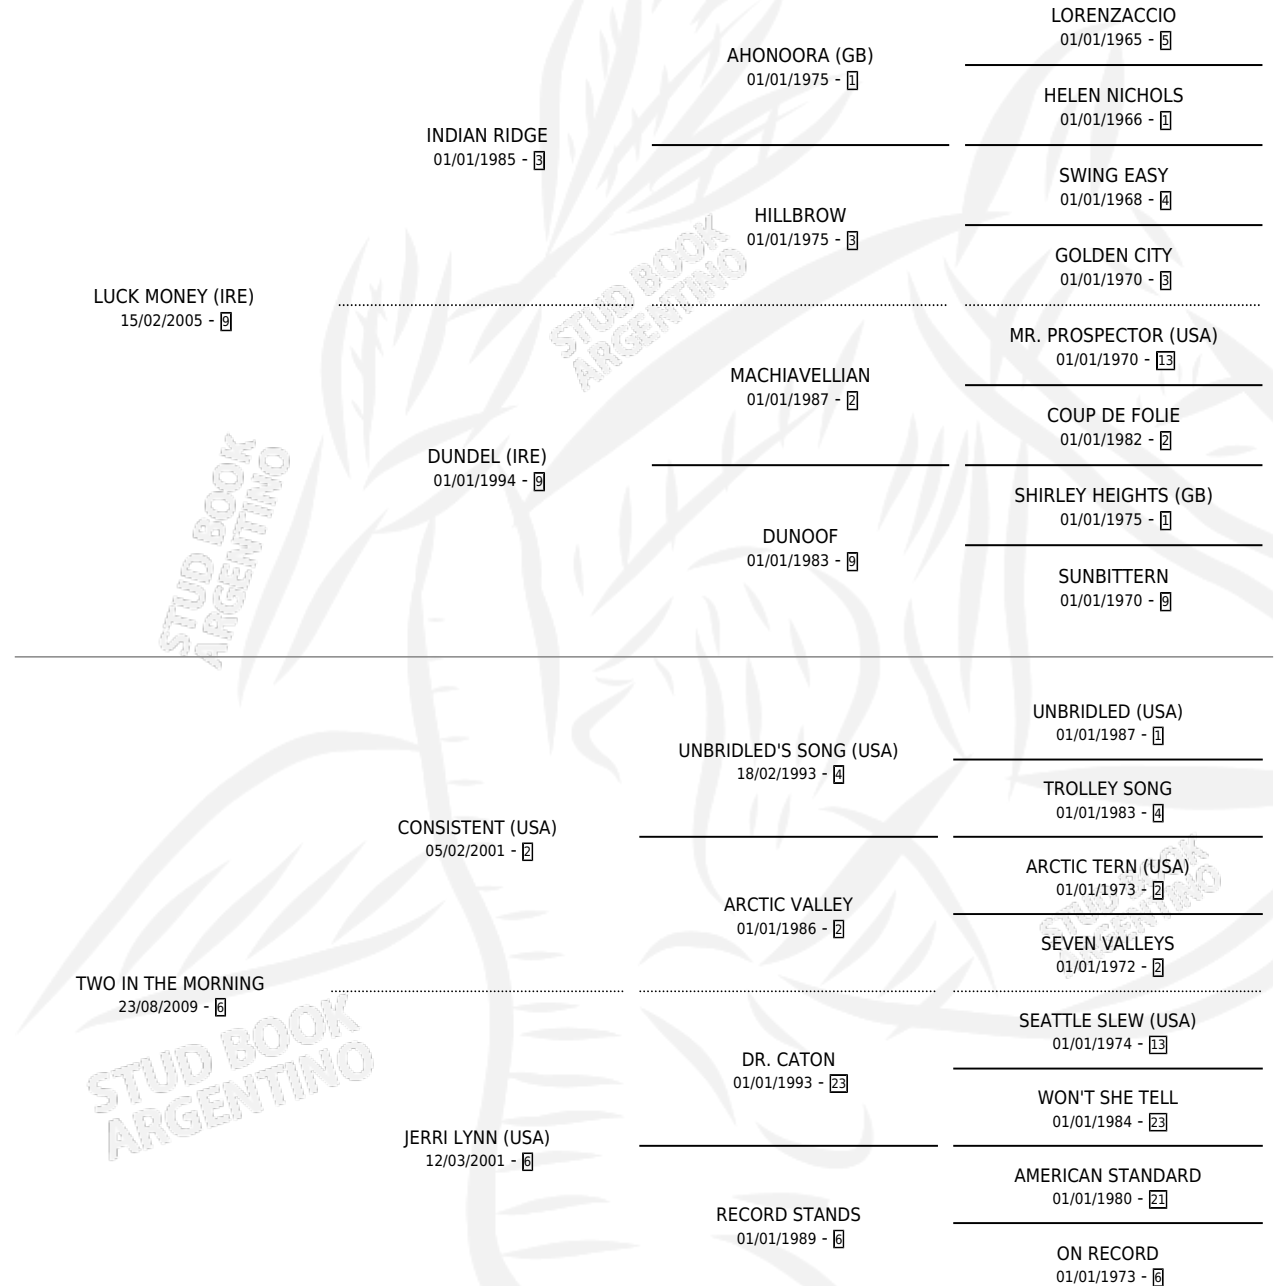 LORENZACCIO
01/01/1965 - 5
AHONOORA (GB)
01/01/1975 - 1
HELEN NICHOLS
01/01/1966 - 1
INDIAN RIDGE
01/01/1985 - 3
SWING EASY
01/01/1968 - 4
HILLBROW
01/01/1975 - 3
GOLDEN CITY
01/01/1970 - 3
LUCK MONEY (IRE)
15/02/2005 - 9
MR. PROSPECTOR (USA)
01/01/1970 - 13
MACHIAVELLIAN
01/01/1987 - 2
COUP DE FOLIE
01/01/1982 - 2
DUNDEL (IRE)
01/01/1994 - 9
SHIRLEY HEIGHTS (GB)
01/01/1975 - 1
DUNOOF
01/01/1983 - 9
SUNBITTERN
01/01/1970 - 9
STUD BOOK
ARGENTINO
STUD BOOK
ARGENTINO
UNBRIDLED (USA)
01/01/1987 - 1
UNBRIDLED'S SONG (USA)
18/02/1993 - 4
TROLLEY SONG
01/01/1983 - 4
CONSISTENT (USA)
05/02/2001 - 2
ARCTIC TERN (USA)
01/01/1973 - 2
ARCTIC VALLEY
01/01/1986 - 2
SEVEN VALLEYS
01/01/1972 - 2
TWO IN THE MORNING
23/08/2009 - 6
SEATTLE SLEW (USA)
01/01/1974 - 13
DR. CATON
01/01/1993 - 23
WON'T SHE TELL
01/01/1984 - 23
JERRI LYNN (USA)
12/03/2001 - 6
AMERICAN STANDARD
01/01/1980 - 21
RECORD STANDS
01/01/1989 - 6
ON RECORD
01/01/1973 - 6
STUD BOOK
ARGENTINO
STUD BOOK
ARGENTINO